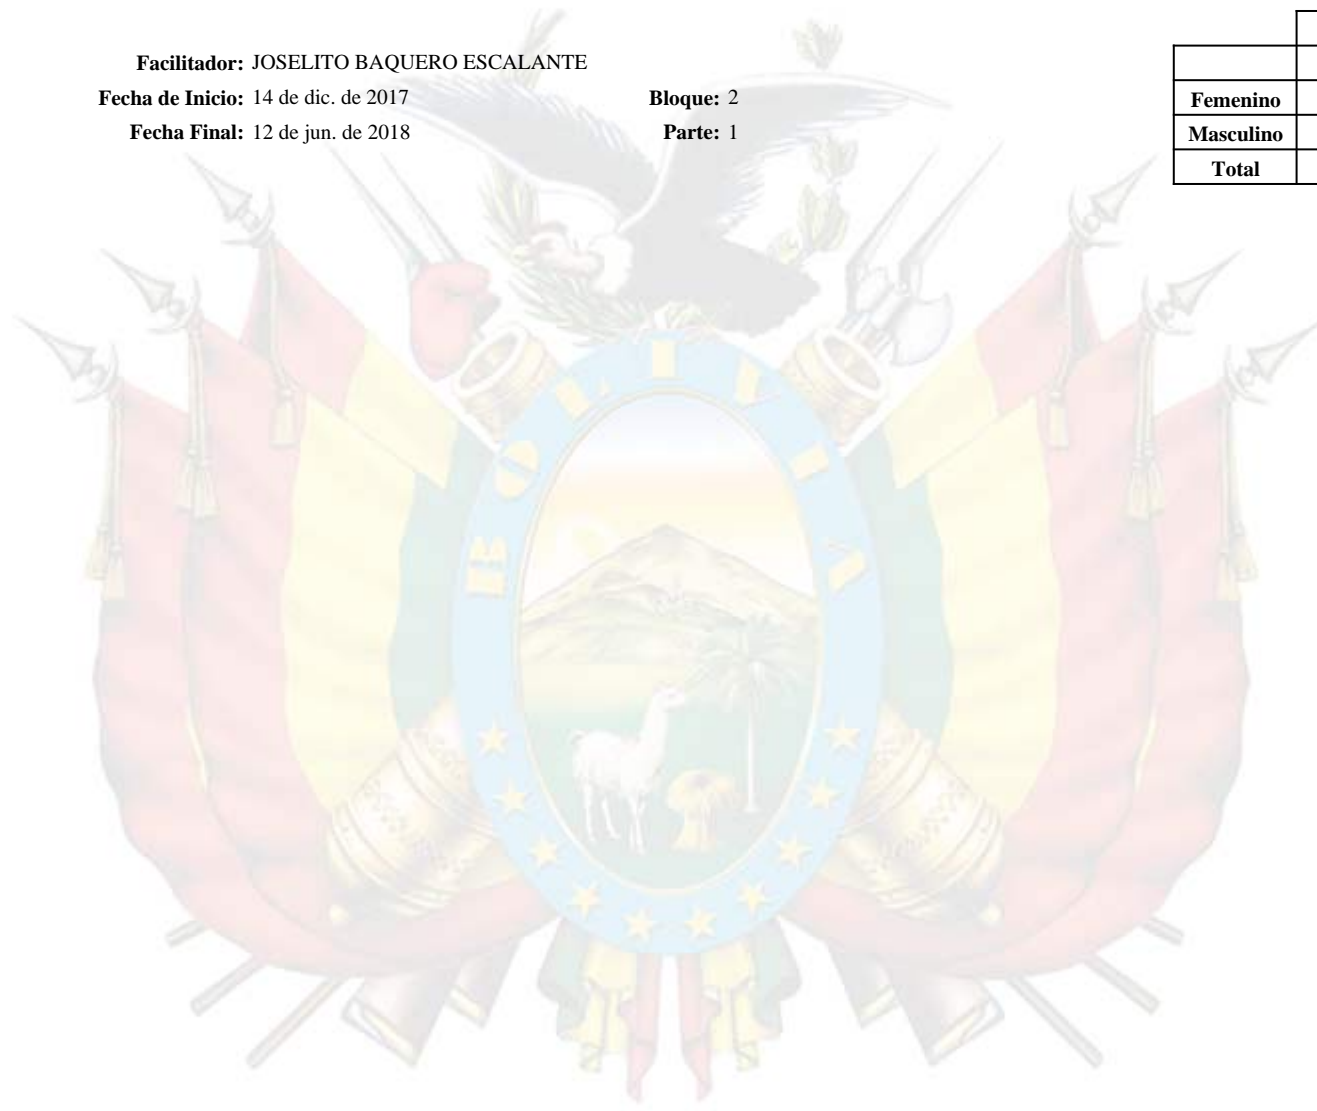 Facilitador: JOSELITO BAQUERO ESCALANTE
Fecha de Inicio: 14 de dic. de 2017 Bloque: 2
Fecha Final: 12 de jun. de 2018 Parte: 1
Femenino
Masculino
Total
BOLIVIA